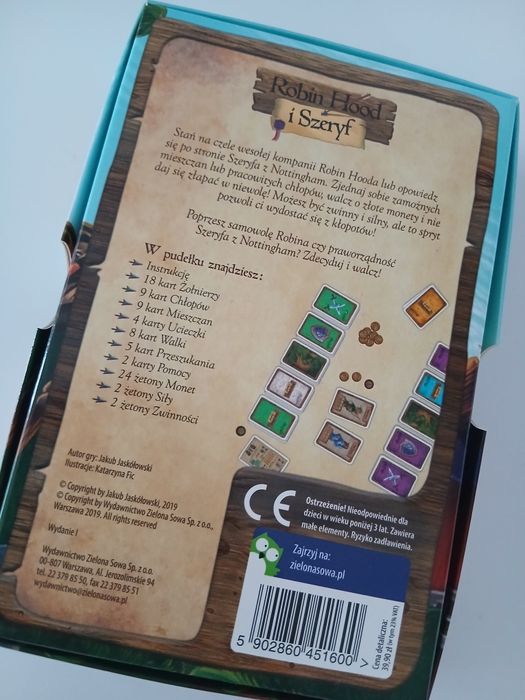 Robin Hood
i Szeryf
Stań na czele wesołej kompanii Robin Hooda lub opowiedz
się po stronie Szeryfa z Nottingham. Zjednaj sobie zamożnych
mieszczan lub pracowitych chłopów, walcz o złote monety i nie
daj się złapać w niewolę! Możesz być zwinny i silny, ale to spryt
pozwoli ci wydostać się z kłopotów!
Poprzesz samowolę Robina czy praworządność
Szeryfa z Nottingham? Zdecyduj i walcz!
W pudełku znajdziesz:
Instrukcję
18 kart Żołnierzy
9 kart Chłopów
9 kart Mieszczan
4 karty Ucieczki
8 kart Walki
5 kart Przeszukania
2 karty Pomocy
24 żetony Monet
2 żetony Siły
2 żetony Zwinności
Autor gry: Jakub Jaskółowski
Ilustracje: Katarzyna Fic
© Copyright by Jakub Jaskółowski, 2019
© Copyright by Wydawnictwo Zielona Sowa Sp. z o.o.,
Warszawa 2019. All rights reserved
Wydanie I
Wydawnictwo Zielona Sowa Sp. z o.o.
00-807 Warszawa, Al. Jerozolimskie 94
tel. 22 379 85 50, fax 22 379 85 51
wydawnictwo@zielonasowa.pl
CE
Ostrzeżenie! Nieodpowiednie dla
dzieci w wieku poniżej 3 lat. Zawiera
małe elementy. Ryzyko zadławienia.
Zajrzyj na:
zielonasowa.pl
5 902860 451600 >
Cena detaliczna:
39,90 zł (w tym 23% VAT)